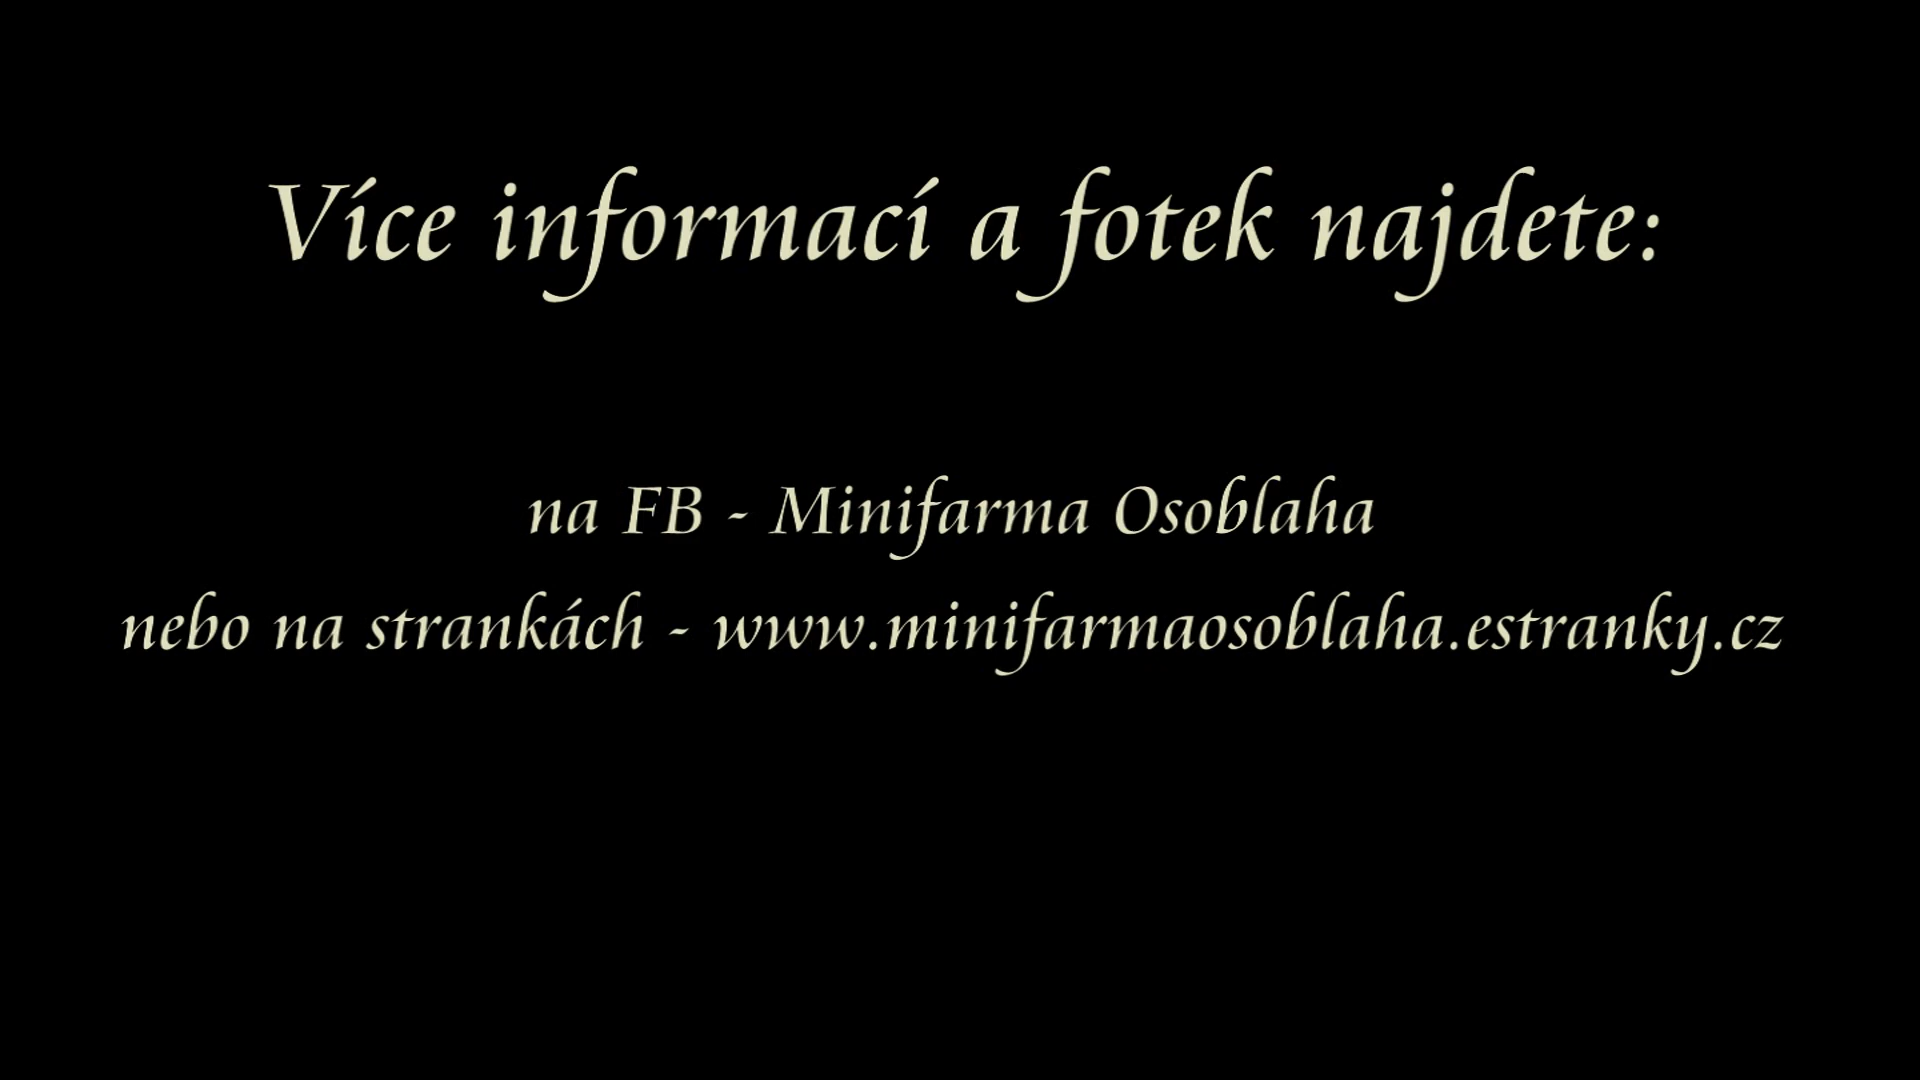 Více informací a fotek najdete:
na FB - Minifarma Osoblaha
nebo na strankách - www.minifarmaosoblaha.estranky.cz